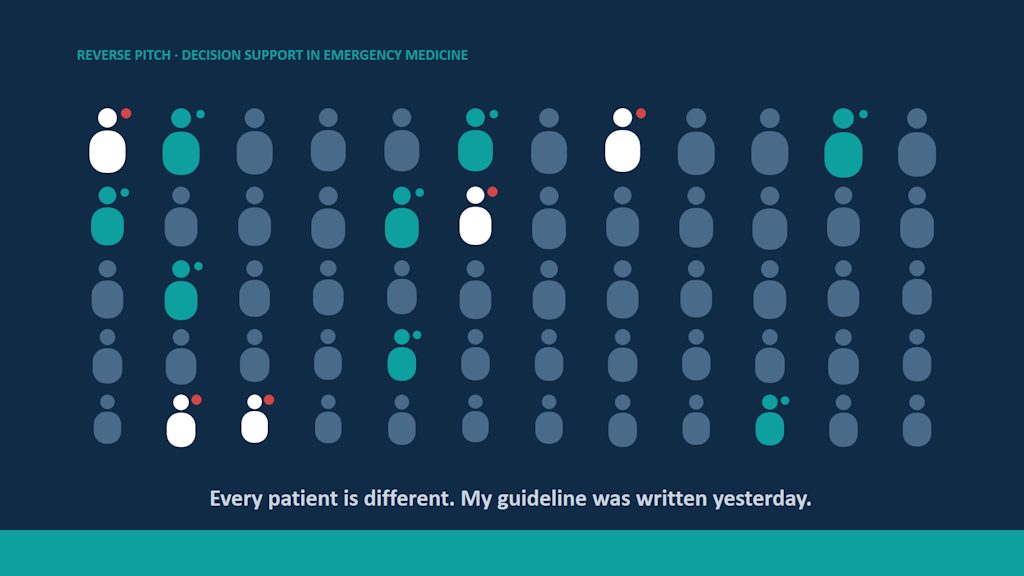 REVERSE PITCH · DECISION SUPPORT IN EMERGENCY MEDICINE
Every patient is different. My guideline was written yesterday.